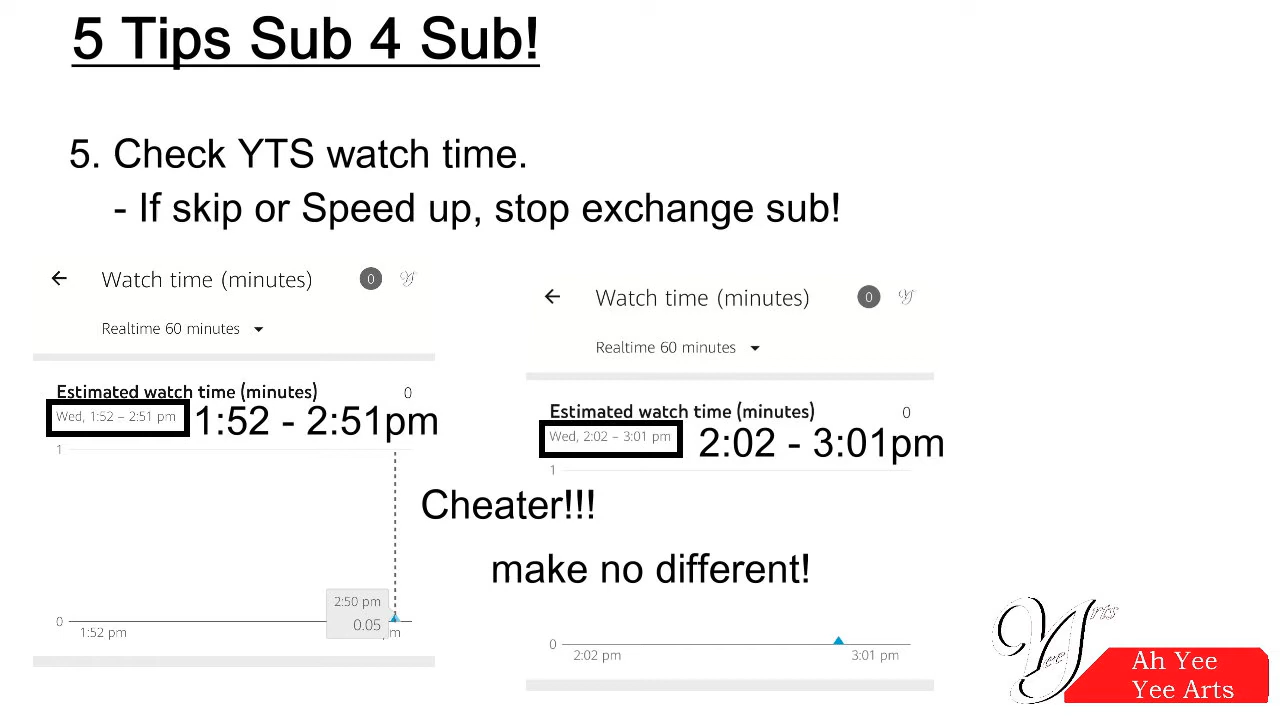 5 Tips Sub 4 Sub!
5. Check YTS watch time.
- If skip or Speed up, stop exchange sub!
Watch time (minutes) 0
Realtime 60 minutes
Estimated watch time (minutes) 0
Wed, 1:52 – 2:51 pm 1:52 - 2:51pm
1
2:50 pm
0.05
0
1:52 pm
Watch time (minutes) 0
Realtime 60 minutes
Estimated watch time (minutes) 0
Wed, 2:02 – 3:01 pm 2:02 - 3:01pm
1
Cheater!!!
make no different!
0
2:02 pm 3:01 pm
Yee
Arts
Ah Yee
Yee Arts